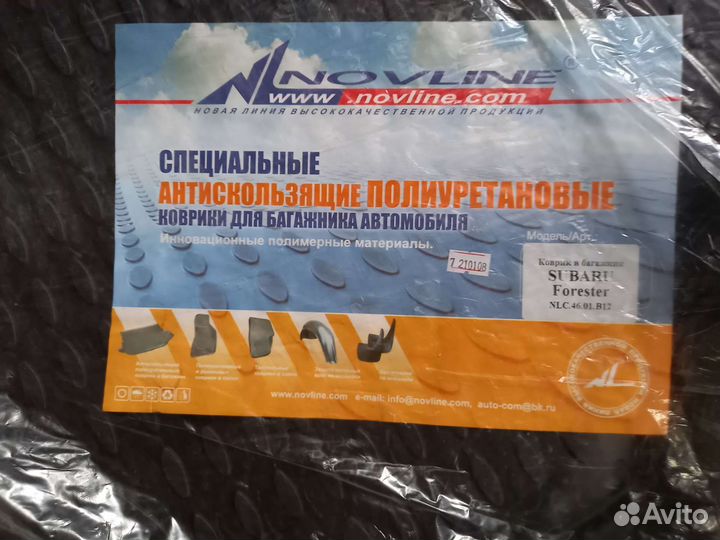 NOVLINE®
www.novline.com
НОВАЯ ЛИНИЯ ВЫСОКОКАЧЕСТВЕННОЙ ПРОДУКЦИИ
СПЕЦИАЛЬНЫЕ
АНТИСКОЛЬЗЯЩИЕ ПОЛИУРЕТАНОВЫЕ
КОВРИКИ ДЛЯ БАГАЖНИКА АВТОМОБИЛЯ
Инновационные полимерные материалы.
7 210108
Модель/Арт.
Коврик в багажник
SUBARU
Forester
NLC.46.01.B12
www.novline.com e-mail: info@novline.com, auto-com@bk.ru
Avito